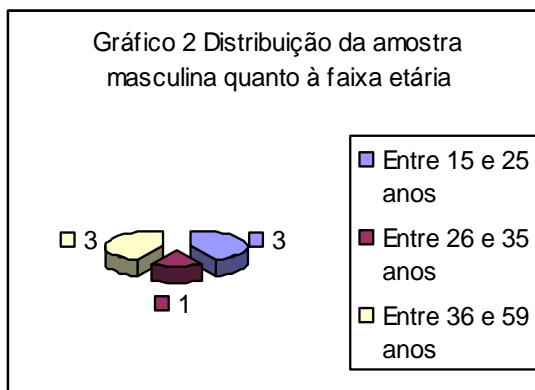 Gráfico 2 Distribuição da amostra
masculina quanto à faixa etária
3
3
1
Entre 15 e 25
anos
Entre 26 e 35
anos
Entre 36 e 59
anos